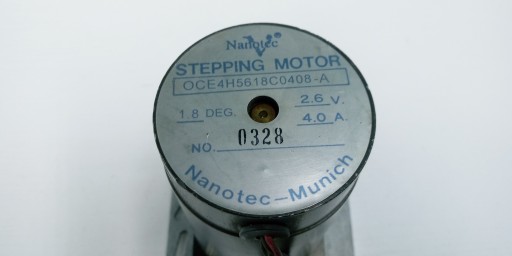 Nanotec
STEPPING MOTOR
OCE4H5618C0408-A
1.8 DEG. 2.6 V.
4.0 A.
NO. 0328
Nanotec-Munich